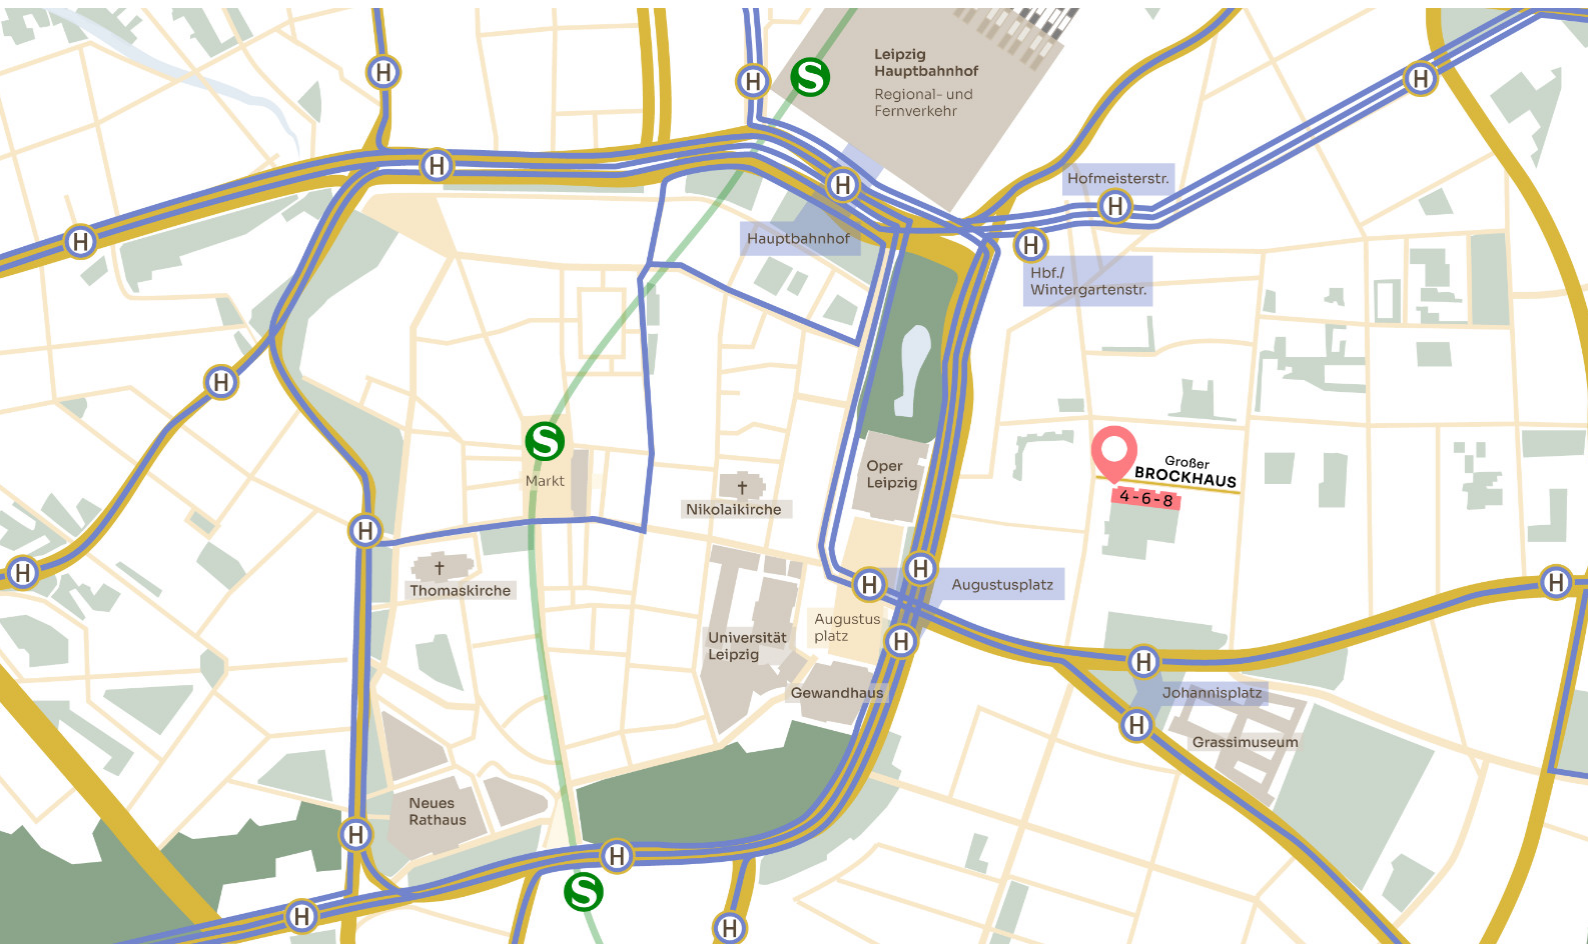 H
H
S
Leipzig
Hauptbahnhof
Regional- und
Fernverkehr
H
H
H
Hofmeisterstr.
H
H
Hauptbahnhof
H
H
Hbf./
Wintergartenstr.
H
S
Markt
Oper
Leipzig
Großer
BROCKHAUS
4-6-8
Nikolaikirche
H
H
Thomaskirche
H
H
Augustusplatz
H
Augustus
platz
H
Universität
Leipzig
H
Gewandhaus
Johannisplatz
H
Grassimuseum
Neues
Rathaus
H
H
S
H
H